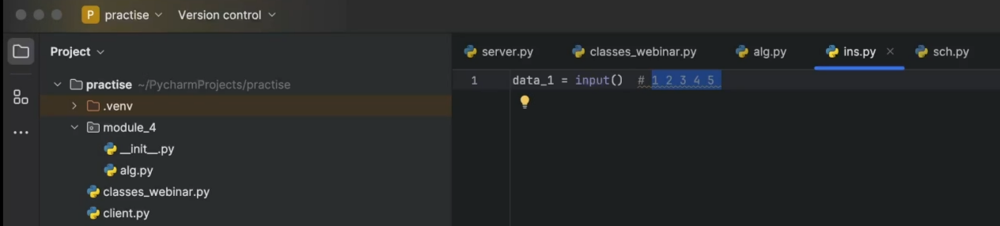 P practise Version control
Project
server.py classes_webinar.py alg.py ins.py sch.py
practise ~/PycharmProjects/practise
.venv
module_4
__init__.py
alg.py
classes_webinar.py
client.py
1 data_1 = input()  # 1 2 3 4 5